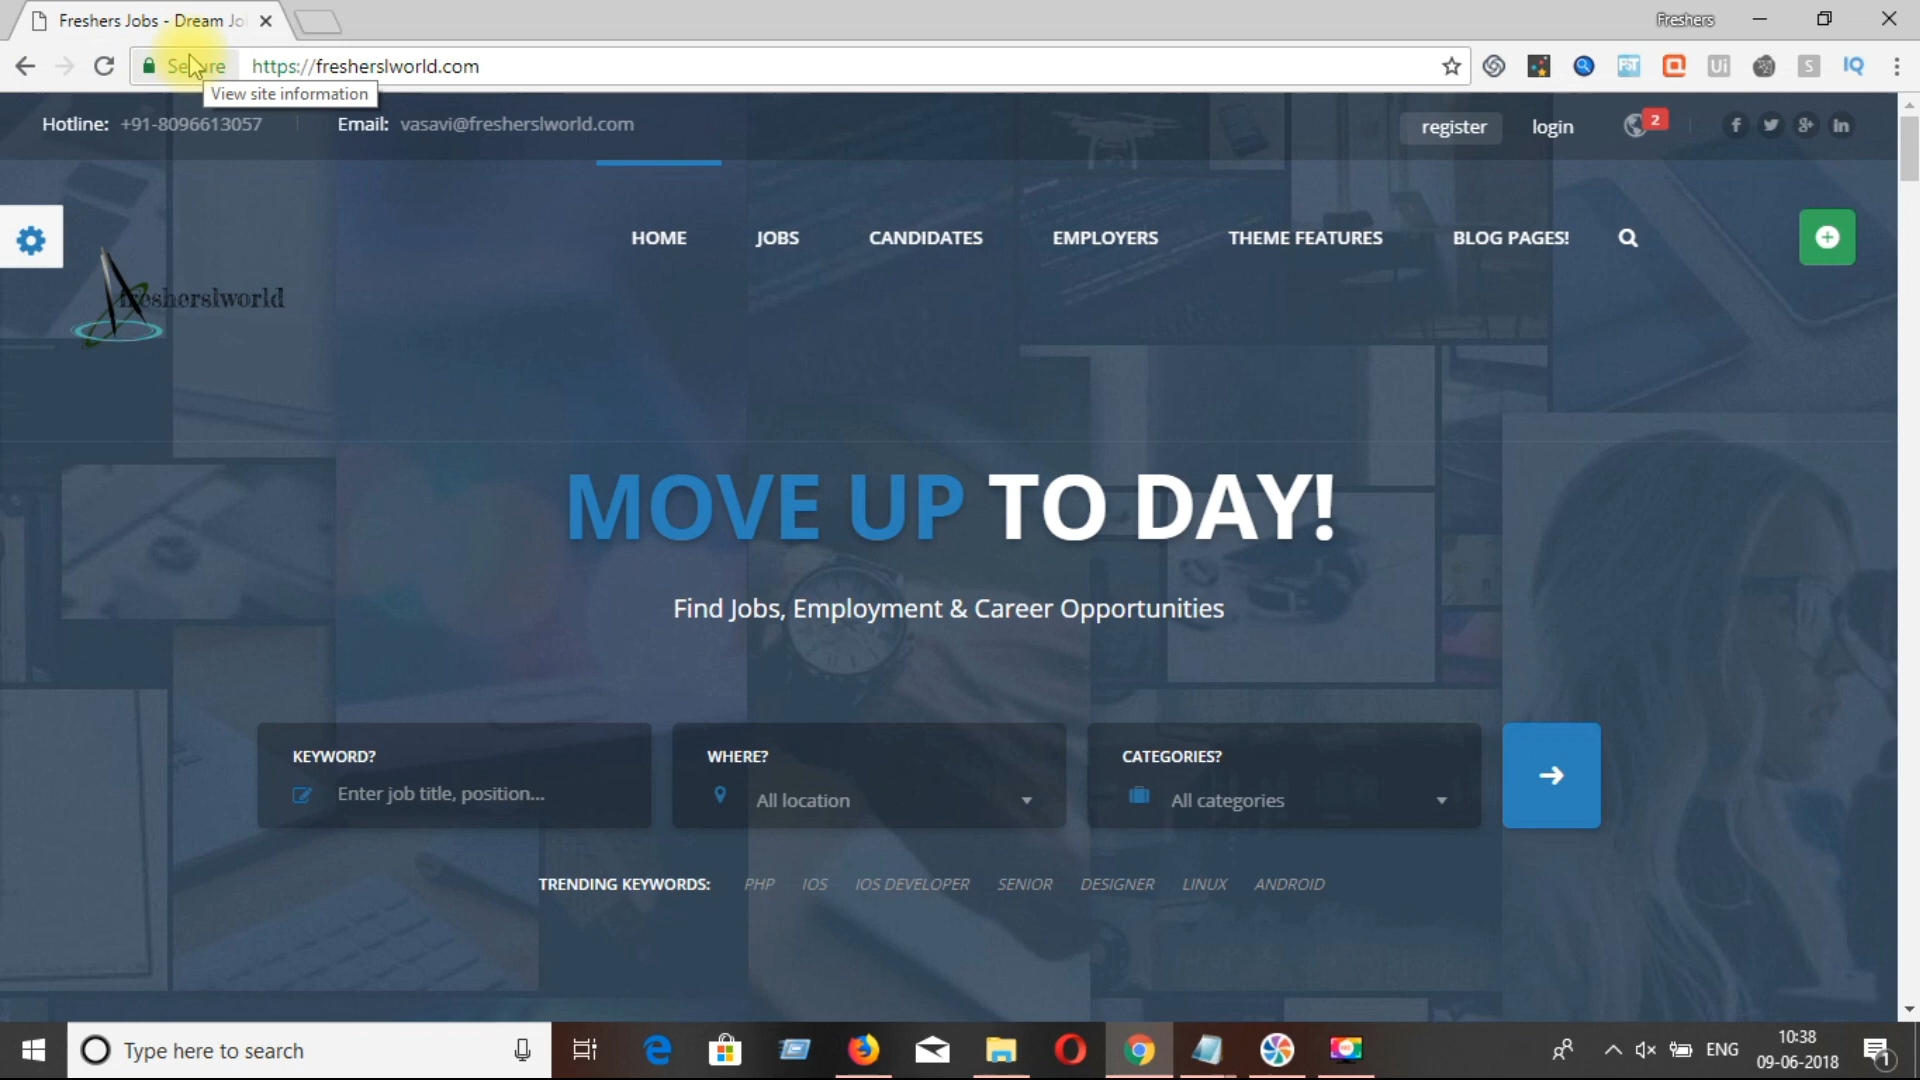 Freshers Jobs - Dream Jo
Freshers
Secure
https://fresherslworld.com
View site information
Hotline: +91-8096613057
Email: vasavi@fresherslworld.com
register
login
2
HOME
JOBS
CANDIDATES
EMPLOYERS
THEME FEATURES
BLOG PAGES!
fresherslworld
MOVE UP TO DAY!
Find Jobs, Employment & Career Opportunities
KEYWORD?
Enter job title, position...
WHERE?
All location
CATEGORIES?
All categories
TRENDING KEYWORDS: PHP IOS IOS DEVELOPER SENIOR DESIGNER LINUX ANDROID
Type here to search
ENG
10:38
09-06-2018
1